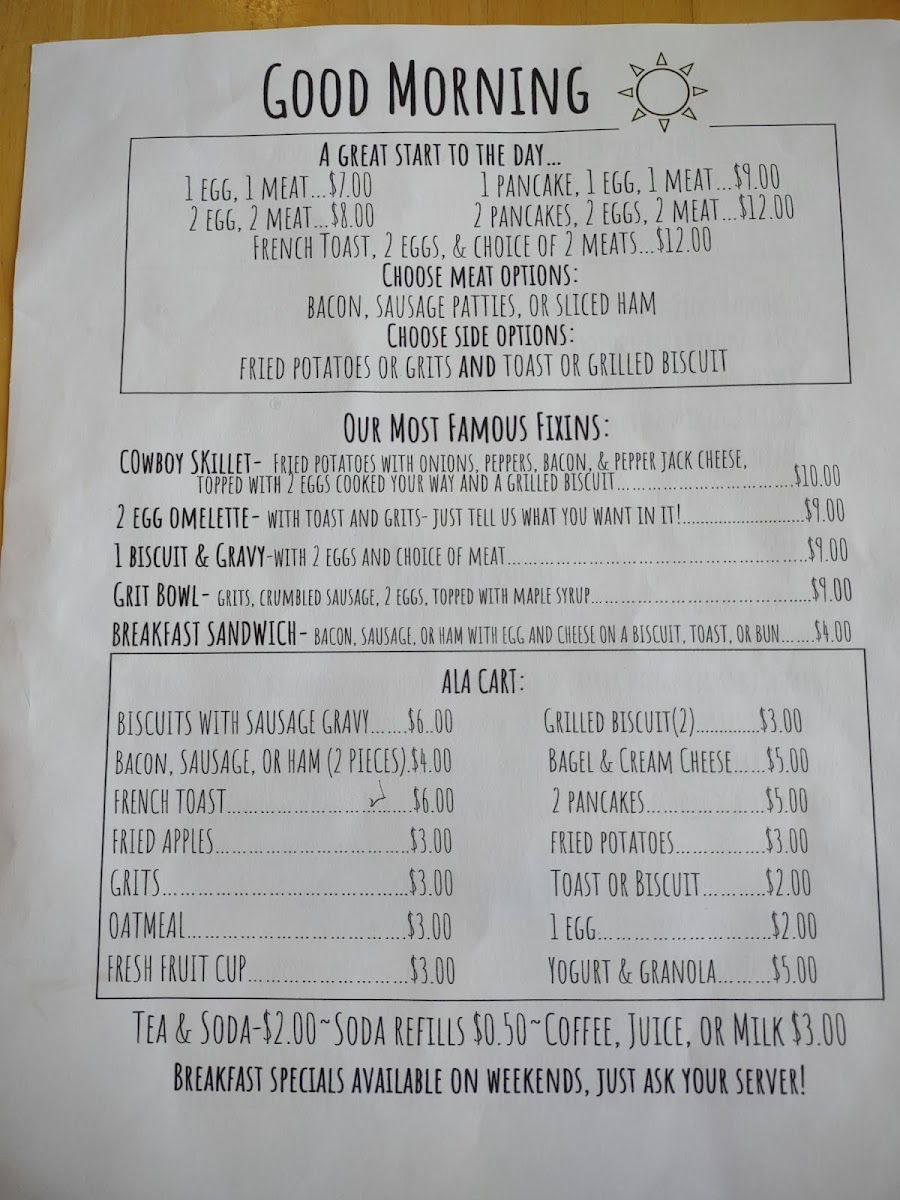 Good Morning
A great start to the day...
1 egg, 1 meat...$7.00 1 pancake, 1 egg, 1 meat...$9.00
2 egg, 2 meat...$8.00 2 pancakes, 2 eggs, 2 meat...$12.00
French Toast, 2 eggs, & choice of 2 meats...$12.00
Choose meat options:
bacon, sausage patties, or sliced ham
Choose side options:
fried potatoes or grits and toast or grilled biscuit
Our Most Famous Fixins:
COwboy SKillet- Fried potatoes with onions, peppers, bacon, & pepper jack cheese,
topped with 2 eggs cooked your way and a grilled biscuit....................................$10.00
2 egg omelette- with toast and grits- just tell us what you want in it!.........................$9.00
1 biscuit & Gravy-with 2 eggs and choice of meat............................................................$9.00
Grit Bowl- grits, crumbled sausage, 2 eggs, topped with maple syrup............................................$9.00
Breakfast Sandwich- bacon, sausage, or ham with egg and cheese on a biscuit, toast, or bun.......$4.00
Ala cart:
Biscuits with sausage gravy.......$6..00 Grilled biscuit(2)..............$3.00
Bacon, sausage, or ham (2 pieces).$4.00 Bagel & Cream Cheese......$5.00
French toast....................................$6.00 2 pancakes.......................$5.00
Fried apples.....................................$3.00 fried potatoes.................$3.00
Grits................................................$3.00 Toast or Biscuit............$2.00
Oatmeal...........................................$3.00 1 egg.................................$2.00
Fresh fruit cup...............................$3.00 Yogurt & granola.........$5.00
Tea & Soda-$2.00~Soda refills $0.50~Coffee, Juice, or Milk $3.00
Breakfast specials available on weekends, just ask your server!